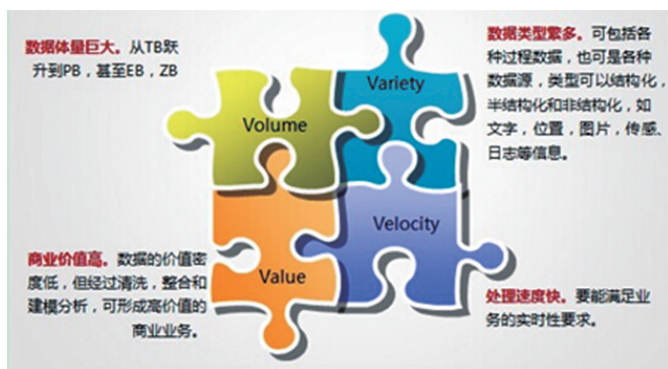 数据体量巨大。从TB跃
升到PB，甚至EB，ZB
Volume
Variety
数据类型繁多。可包括各
种过程数据，也可是各种
数据源，类型可以结构化，
半结构化和非结构化，如
文字，位置，图片，传感、
日志等信息。
商业价值高。数据的价值密
度低，但经过清洗，整合和
建模分析，可形成高价值的
商业业务。
Value
Velocity
处理速度快。要能满足业
务的实时性要求。